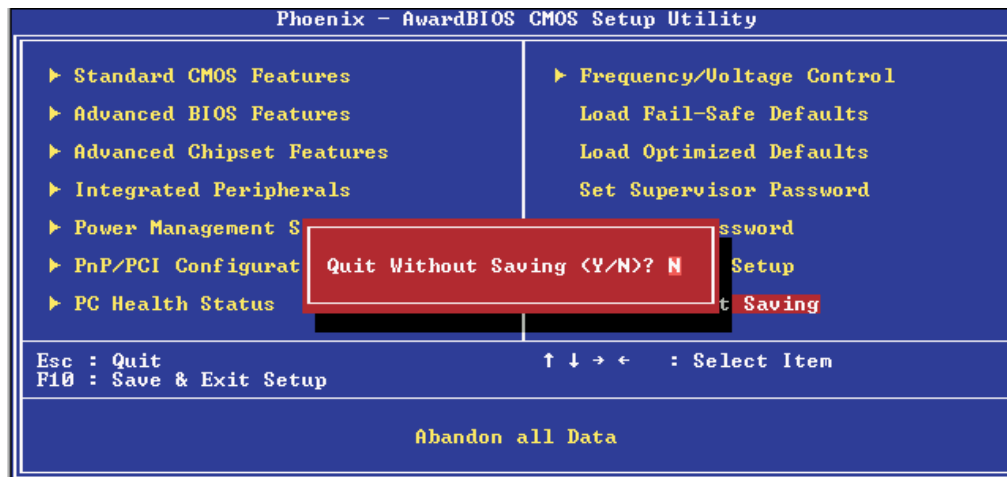 Phoenix - AwardBIOS CMOS Setup Utility
▶ Standard CMOS Features
▶ Advanced BIOS Features
▶ Advanced Chipset Features
▶ Integrated Peripherals
▶ Power Management S
▶ PnP/PCI Configurat
▶ PC Health Status
▶ Frequency/Voltage Control
Load Fail-Safe Defaults
Load Optimized Defaults
Set Supervisor Password
ssword
Setup
t Saving
Quit Without Saving (Y/N)? N
Esc : Quit
F10 : Save & Exit Setup
↑ ↓ → ← : Select Item
Abandon all Data